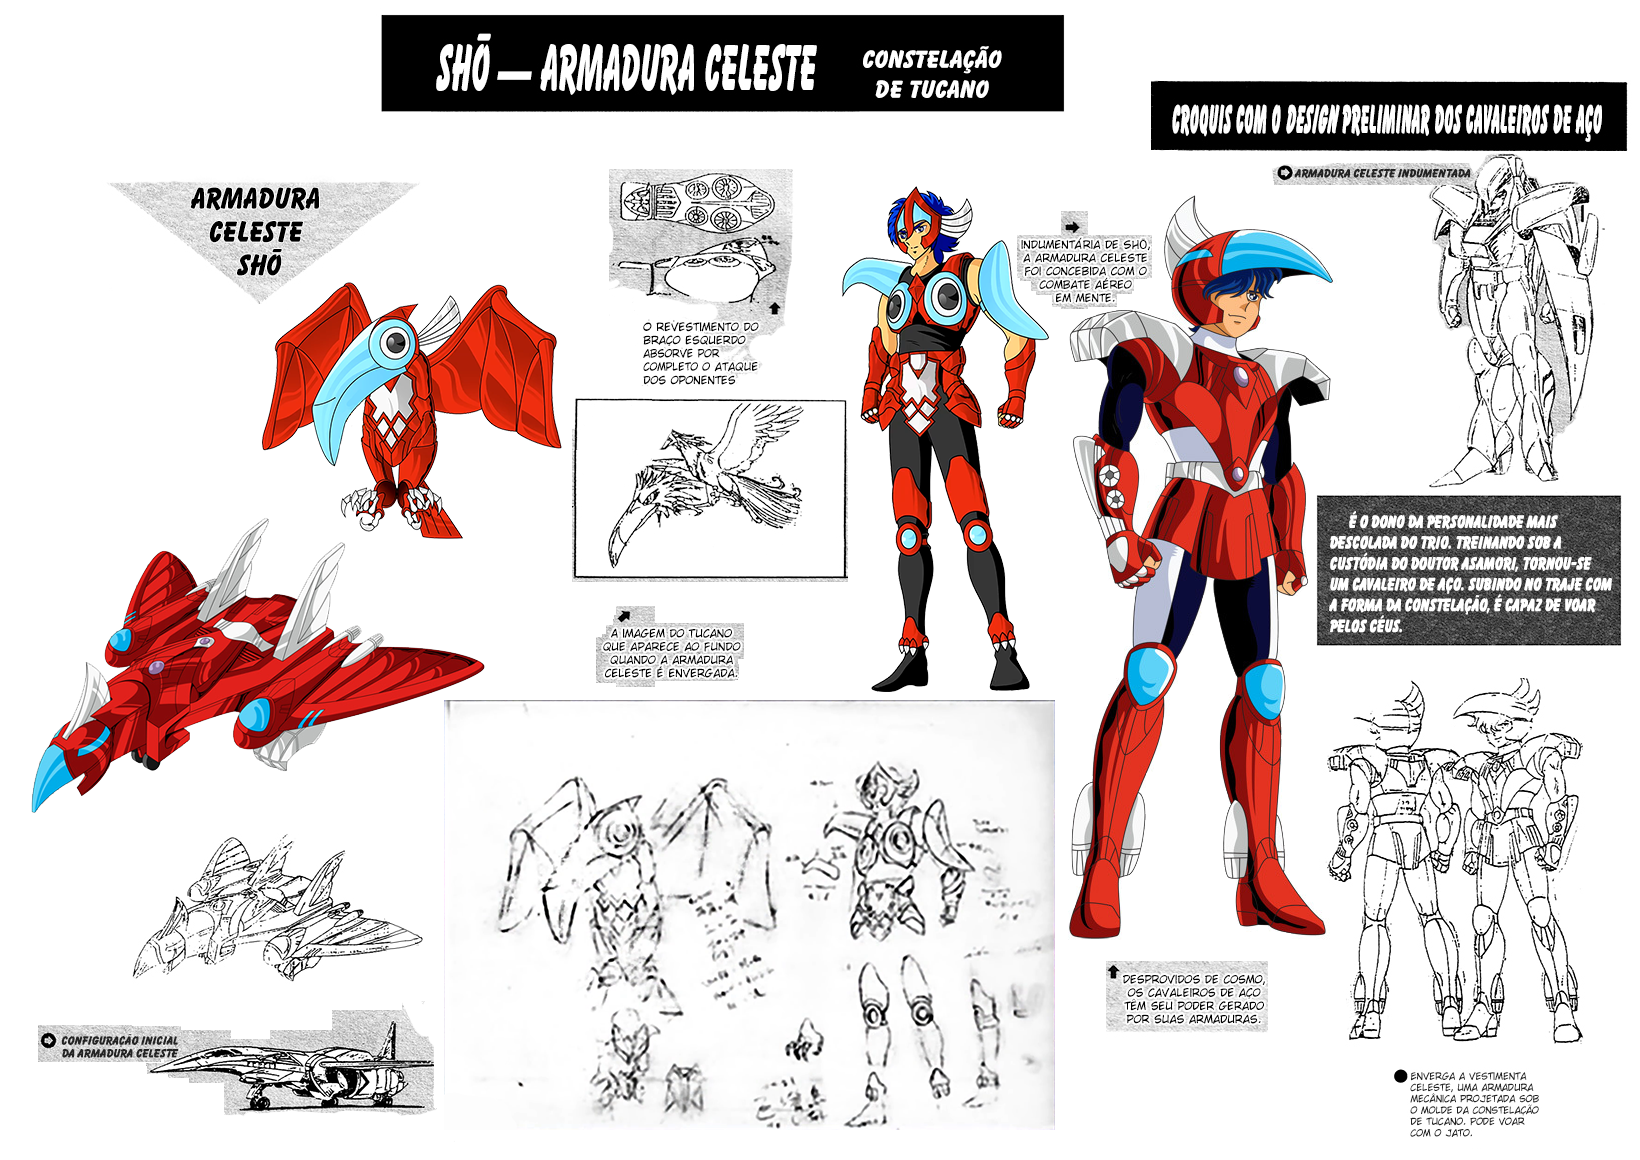 SHŌ — ARMADURA CELESTE
CONSTELAÇÃO
DE TUCANO
CROQUIS COM O DESIGN PRELIMINAR DOS CAVALEIROS DE AÇO
ARMADURA CELESTE INDUMENTADA
ARMADURA
CELESTE
SHŌ
O REVESTIMENTO DO
BRAÇO ESQUERDO
ABSORVE POR
COMPLETO O ATAQUE
DOS OPONENTES
INDUMENTÁRIA DE SHŌ,
A ARMADURA CELESTE
FOI CONCEBIDA COM O
COMBATE AÉREO
EM MENTE.
É O DONO DA PERSONALIDADE MAIS
DESCOLADA DO TRIO. TREINANDO SOB A
CUSTÓDIA DO DOUTOR ASAMORI, TORNOU-SE
UM CAVALEIRO DE AÇO. SUBINDO NO TRAJE COM
A FORMA DA CONSTELAÇÃO, É CAPAZ DE VOAR
PELOS CÉUS.
A IMAGEM DO TUCANO
QUE APARECE AO FUNDO
QUANDO A ARMADURA
CELESTE É ENVERGADA.
DESPROVIDOS DE COSMO,
OS CAVALEIROS DE AÇO
TÊM SEU PODER GERADO
POR SUAS ARMADURAS.
CONFIGURAÇÃO INICIAL
DA ARMADURA CELESTE
ENVERGA A VESTIMENTA
CELESTE, UMA ARMADURA
MECÂNICA PROJETADA SOB
O MOLDE DA CONSTELAÇÃO
DE TUCANO. PODE VOAR
COM O JATO.